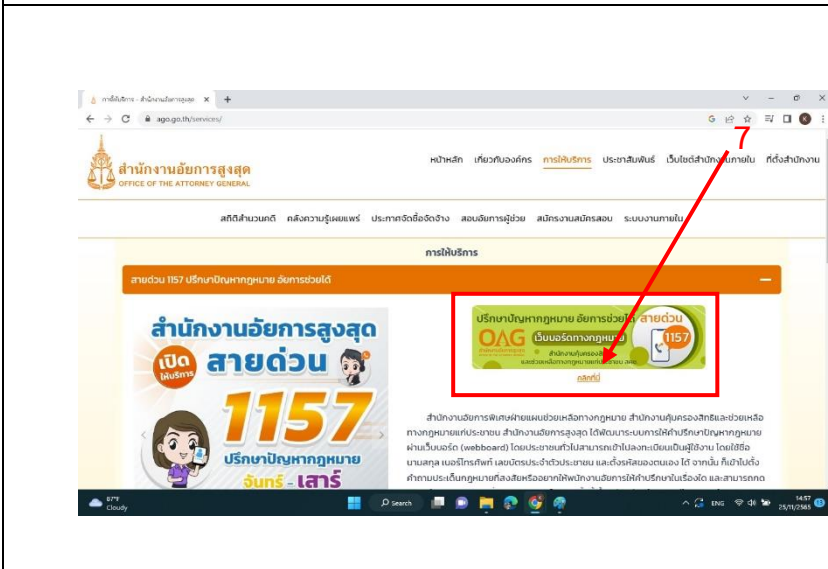 การให้บริการ - สำนักงานอัยการสูงสุด
ago.go.th/services/
7
สำนักงานอัยการสูงสุด
OFFICE OF THE ATTORNEY GENERAL
หน้าหลัก เกี่ยวกับองค์กร การให้บริการ ประชาสัมพันธ์ เว็บไซต์สำนักงานภายใน ที่ตั้งสำนักงาน
สถิติสำนวนคดี คลังความรู้เผยแพร่ ประกาศจัดซื้อจัดจ้าง สอบอัยการผู้ช่วย สมัครงานสมัครสอบ ระบบงานภายใน
การให้บริการ
สายด่วน 1157 ปรึกษาปัญหากฎหมาย อัยการช่วยได้
สำนักงานอัยการสูงสุด
เปิด
ให้บริการ
สายด่วน
1157
ปรึกษาปัญหากฎหมาย
จันทร์ - เสาร์
ปรึกษาปัญหากฎหมาย อัยการช่วยได้ สายด่วน
OAG เว็บบอร์ดทางกฎหมาย 1157
สำนักงานอัยการสูงสุด
คลิกที่นี่
สำนักงานอัยการพิเศษฝ่ายแผนช่วยเหลือทางกฎหมาย สำนักงานคุ้มครองสิทธิและช่วยเหลือ
ทางกฎหมายแก่ประชาชน สำนักงานอัยการสูงสุด ได้พัฒนาระบบการให้คำปรึกษาปัญหากฎหมาย
ผ่านเว็บบอร์ด (webboard) โดยประชาชนทั่วไปสามารถเข้าไปลงทะเบียนเป็นผู้ใช้งาน โดยใช้ชื่อ
นามสกุล เบอร์โทรศัพท์ เลขบัตรประจำตัวประชาชน และตั้งรหัสของตนเอง ได้ จากนั้น ก็เข้าไปตั้ง
คำถามประเด็นกฎหมายที่สงสัยหรืออยากให้พนักงานอัยการให้คำปรึกษาในเรื่องใด และสามารถกด
87°F
Cloudy
Search
ENG
14:57
25/11/2565